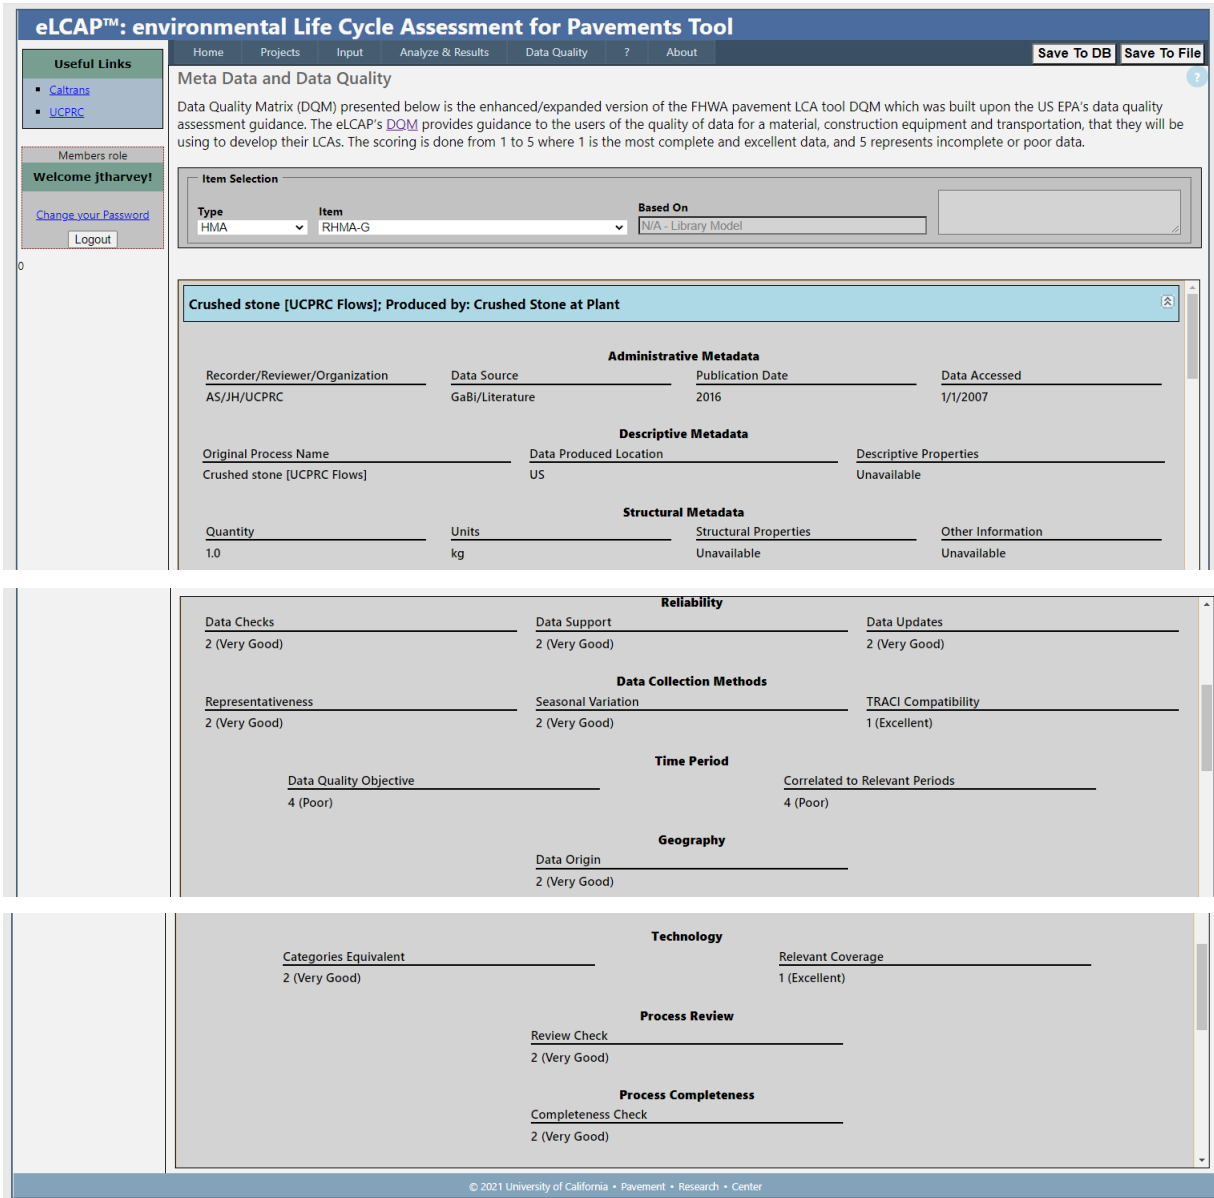 eLCAP™: environmental Life Cycle Assessment for Pavements Tool
Useful Links
Caltrans
UCPRC
Members role
Welcome jtharvey!
Change your Password
Logout
0
Home Projects Input Analyze & Results Data Quality ? About Save To DB Save To File
Meta Data and Data Quality ?
Data Quality Matrix (DQM) presented below is the enhanced/expanded version of the FHWA pavement LCA tool DQM which was built upon the US EPA's data quality
assessment guidance. The eLCAP's DQM provides guidance to the users of the quality of data for a material, construction equipment and transportation, that they will be
using to develop their LCAs. The scoring is done from 1 to 5 where 1 is the most complete and excellent data, and 5 represents incomplete or poor data.
Item Selection
Type Item Based On
HMA RHMA-G N/A - Library Model
Crushed stone [UCPRC Flows]; Produced by: Crushed Stone at Plant
Administrative Metadata
Recorder/Reviewer/Organization Data Source Publication Date Data Accessed
AS/JH/UCPRC GaBi/Literature 2016 1/1/2007
Descriptive Metadata
Original Process Name Data Produced Location Descriptive Properties
Crushed stone [UCPRC Flows] US Unavailable
Structural Metadata
Quantity Units Structural Properties Other Information
1.0 kg Unavailable Unavailable
Reliability
Data Checks Data Support Data Updates
2 (Very Good) 2 (Very Good) 2 (Very Good)
Data Collection Methods
Representativeness Seasonal Variation TRACI Compatibility
2 (Very Good) 2 (Very Good) 1 (Excellent)
Time Period
Data Quality Objective Correlated to Relevant Periods
4 (Poor) 4 (Poor)
Geography
Data Origin
2 (Very Good)
Technology
Categories Equivalent Relevant Coverage
2 (Very Good) 1 (Excellent)
Process Review
Review Check
2 (Very Good)
Process Completeness
Completeness Check
2 (Very Good)
© 2021 University of California • Pavement • Research • Center